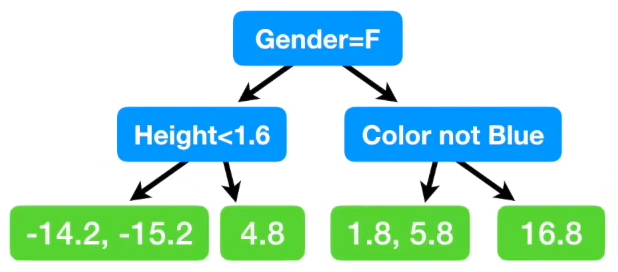 Gender=F
Height<1.6
Color not Blue
-14.2, -15.2
4.8
1.8, 5.8
16.8